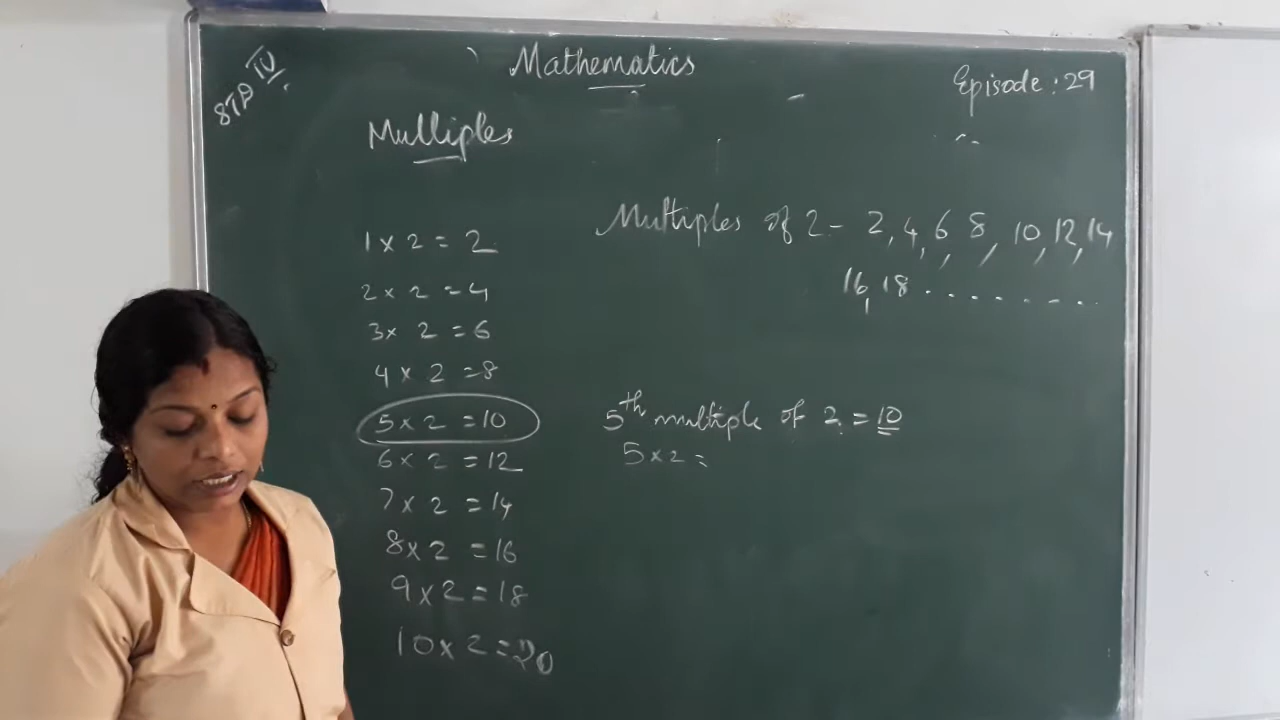 STD IV
Mathematics
Episode : 29
Multiples
1 x 2 = 2
2 x 2 = 4
3 x 2 = 6
4 x 2 = 8
5 x 2 = 10
6 x 2 = 12
7 x 2 = 14
8 x 2 = 16
9 x 2 = 18
10 x 2 = 20
Multiples of 2 - 2, 4, 6, 8, 10, 12, 14
16, 18 . . . . . . . .
5th multiple of 2 = 10
5 x 2 =